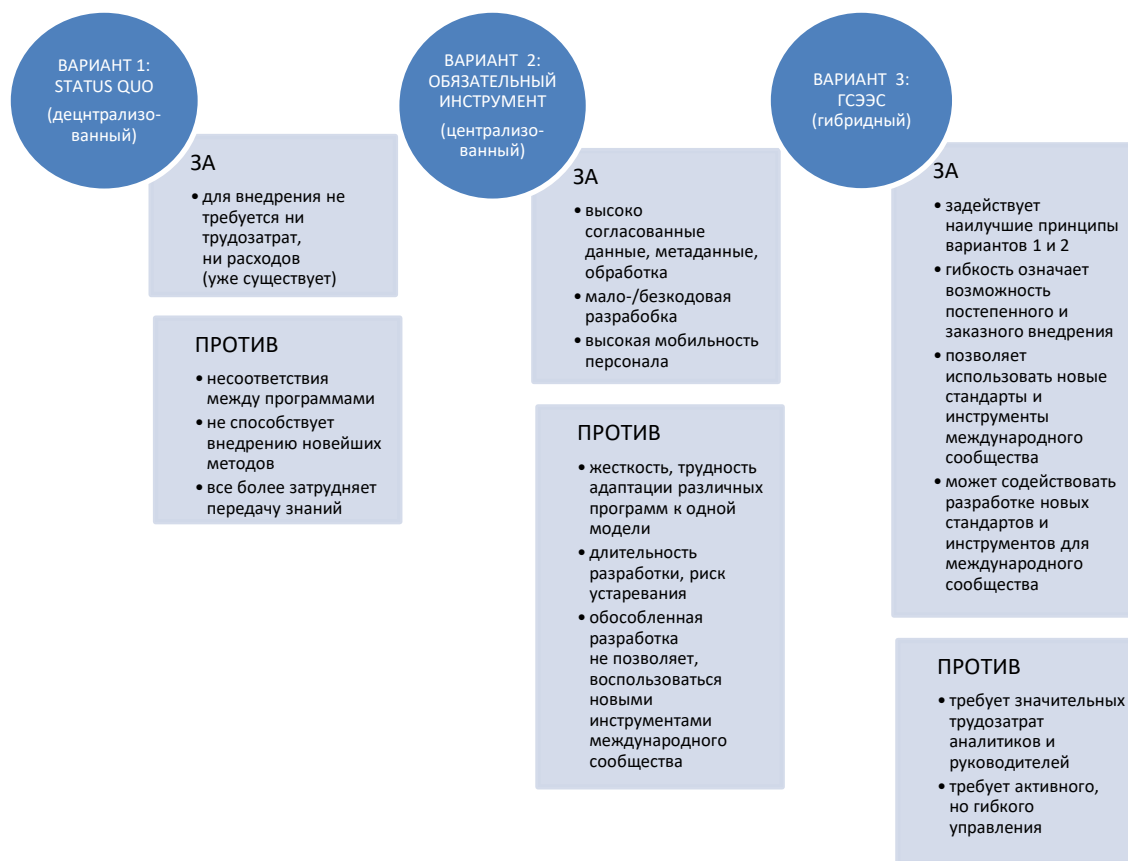 ВАРИАНТ 1:
STATUS QUO
(децнтрализо-
ванный)
ЗА
• для внедрения не
требуется ни
трудозатрат,
ни расходов
(уже существует)
ПРОТИВ
• несоответствия
между программами
• не способствует
внедрению новейших
методов
• все более затрудняет
передачу знаний
ВАРИАНТ 2:
ОБЯЗАТЕЛЬНЫЙ
ИНСТРУМЕНТ
(централизо-
ванный)
ЗА
• высоко
согласованные
данные, метаданные,
обработка
• мало-/безкодовая
разрабобка
• высокая мобильность
персонала
ПРОТИВ
• жесткость, трудность
адаптации различных
программ к одной
модели
• длительность
разработки, риск
устаревания
• обособленная
разработка
не позволяет,
воспользоваться
новыми
инструментами
международного
сообщества
ВАРИАНТ 3:
ГСЭЭС
(гибридный)
ЗА
• задействует
наилучшие принципы
вариантов 1 и 2
• гибкость означает
возможность
постепенного и
заказного внедрения
• позволяет
использовать новые
стандарты и
инструменты
международного
сообщества
• может содействовать
разработке новых
стандартов и
инструментов для
международного
сообщества
ПРОТИВ
• требует значительных
трудозатрат
аналитиков и
руководителей
• требует активного,
но гибкого
управления